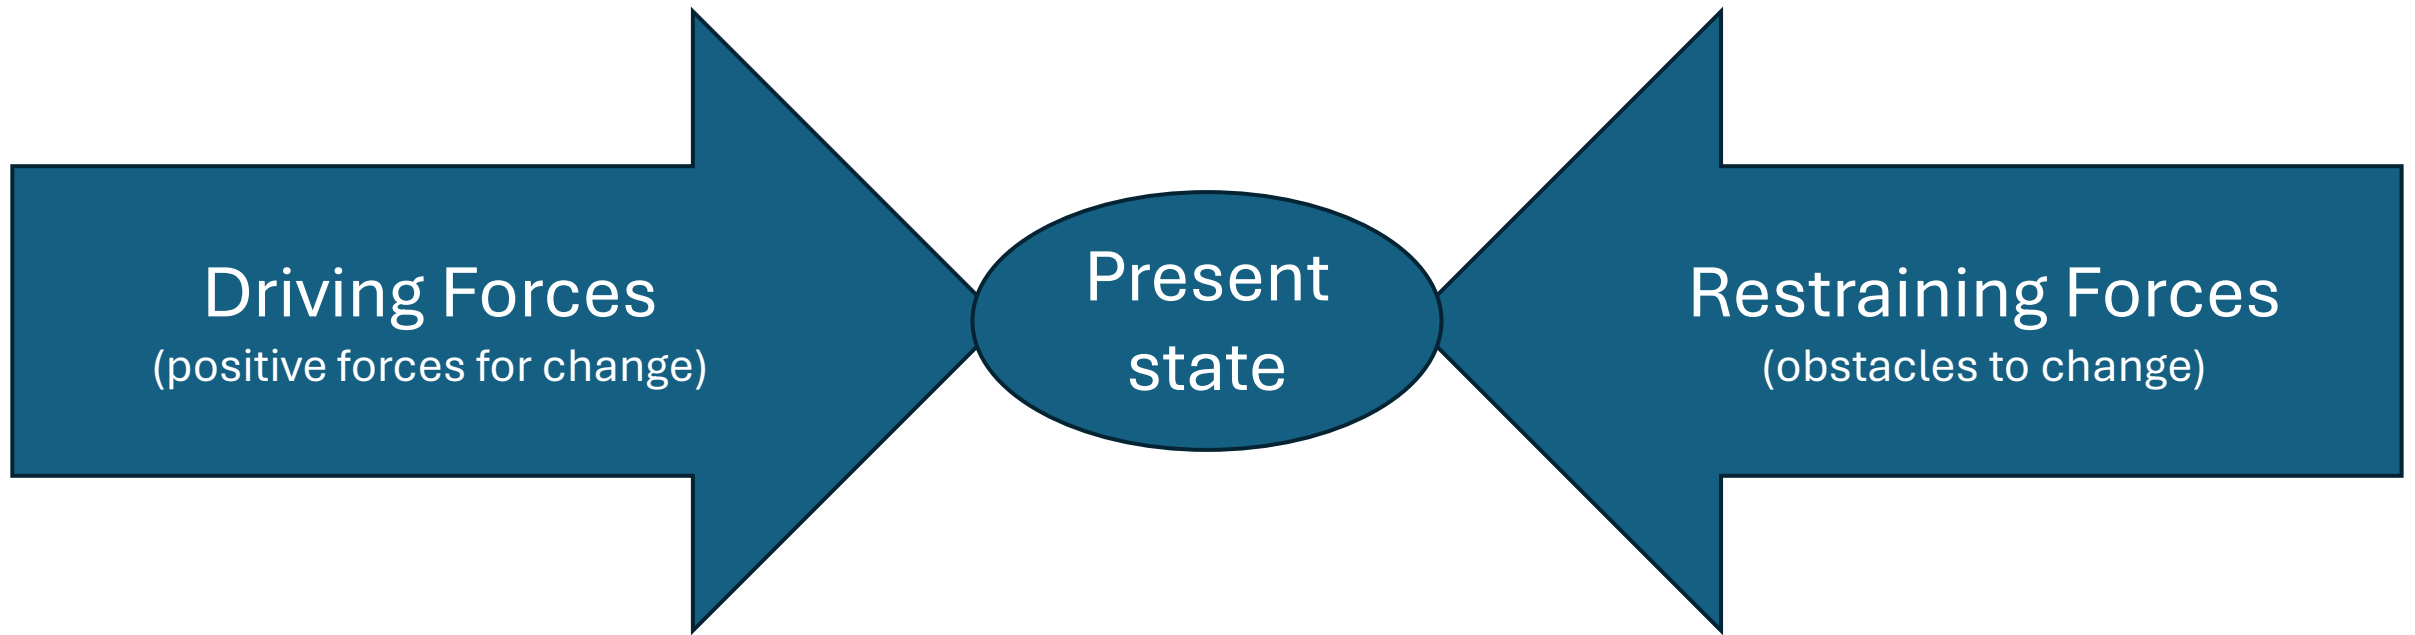 Driving Forces
(positive forces for change)
Present
state
Restraining Forces
(obstacles to change)